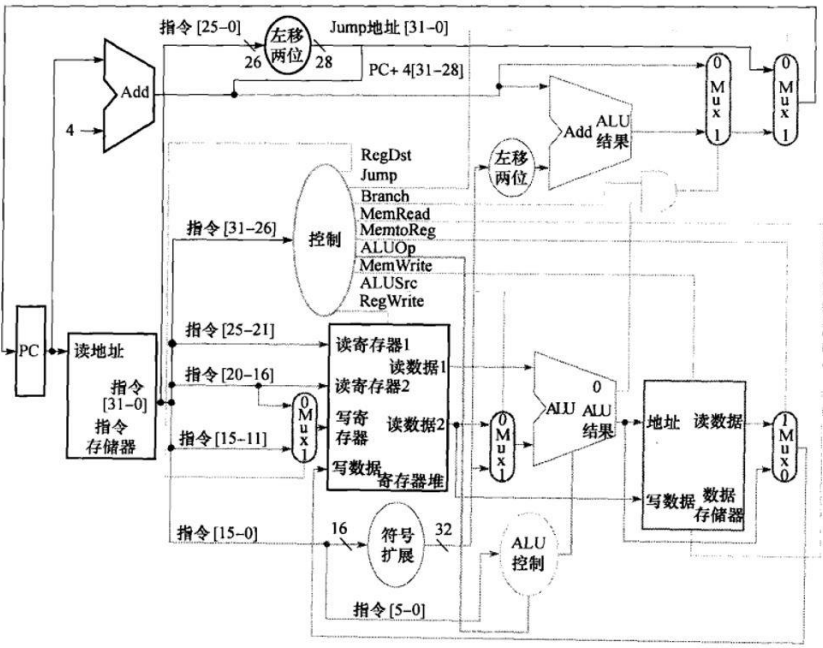 指令 [25-0]
左移
两位
26
28
Jump地址 [31-0]
PC+ 4[31-28]
Add
4
0
Mux
1
0
Mux
1
Add
ALU
结果
左移
两位
RegDst
Jump
Branch
MemRead
MemtoReg
ALUOp
MemWrite
ALUSrc
RegWrite
控制
指令 [31-26]
PC
读地址
指令
[31-0]
指令
存储器
指令 [25-21]
指令 [20-16]
指令 [15-11]
0
Mux
1
读寄存器1
读数据1
读寄存器2
写寄
存器
读数据2
写数据
寄存器堆
0
Mux
1
ALU
0
ALU
结果
地址
读数据
写数据
数据
存储器
1
Mux
0
指令 [15-0]
16
符号
扩展
32
ALU
控制
指令 [5-0]